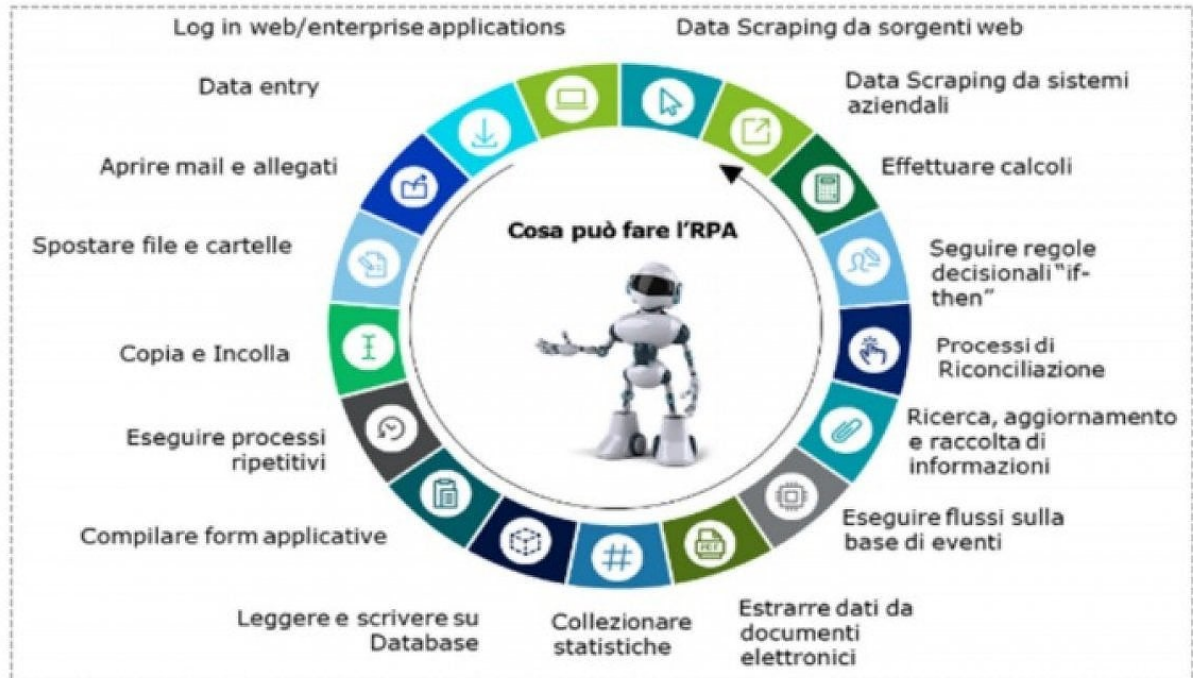 Log in web/enterprise applications
Data Scraping da sorgenti web
Data entry
Data Scraping da sistemi
aziendali
Aprire mail e allegati
Effettuare calcoli
Cosa può fare l'RPA
Spostare file e cartelle
Seguire regole
decisionali "if-
then"
Copia e Incolla
Processi di
Riconciliazione
Ricerca, aggiornamento
e raccolta di
informazioni
Eseguire processi
ripetitivi
Eseguire flussi sulla
base di eventi
Compilare form applicative
Leggere e scrivere su
Database
Collezionare
statistiche
Estrarre dati da
documenti
elettronici